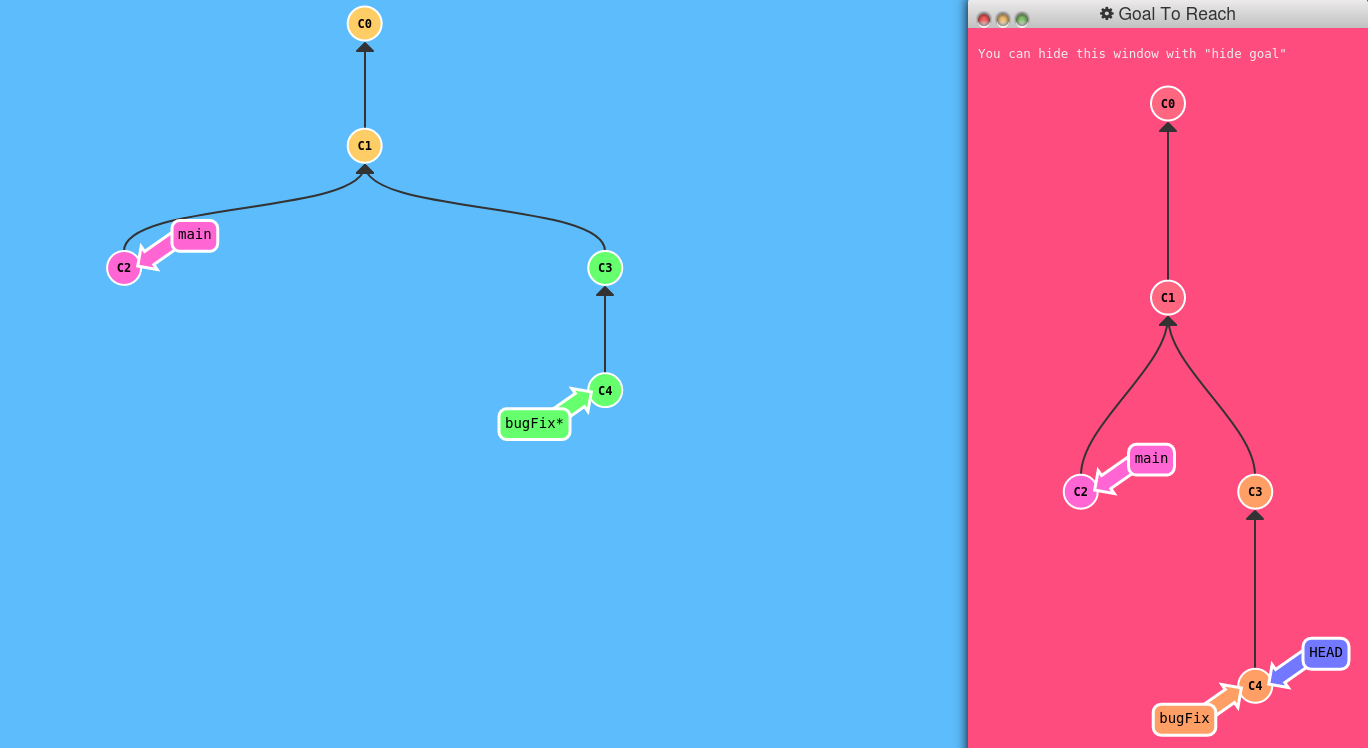 C0
C1
main
C2
C3
C4
bugFix*
Goal To Reach
You can hide this window with "hide goal"
C0
C1
main
C2
C3
HEAD
C4
bugFix